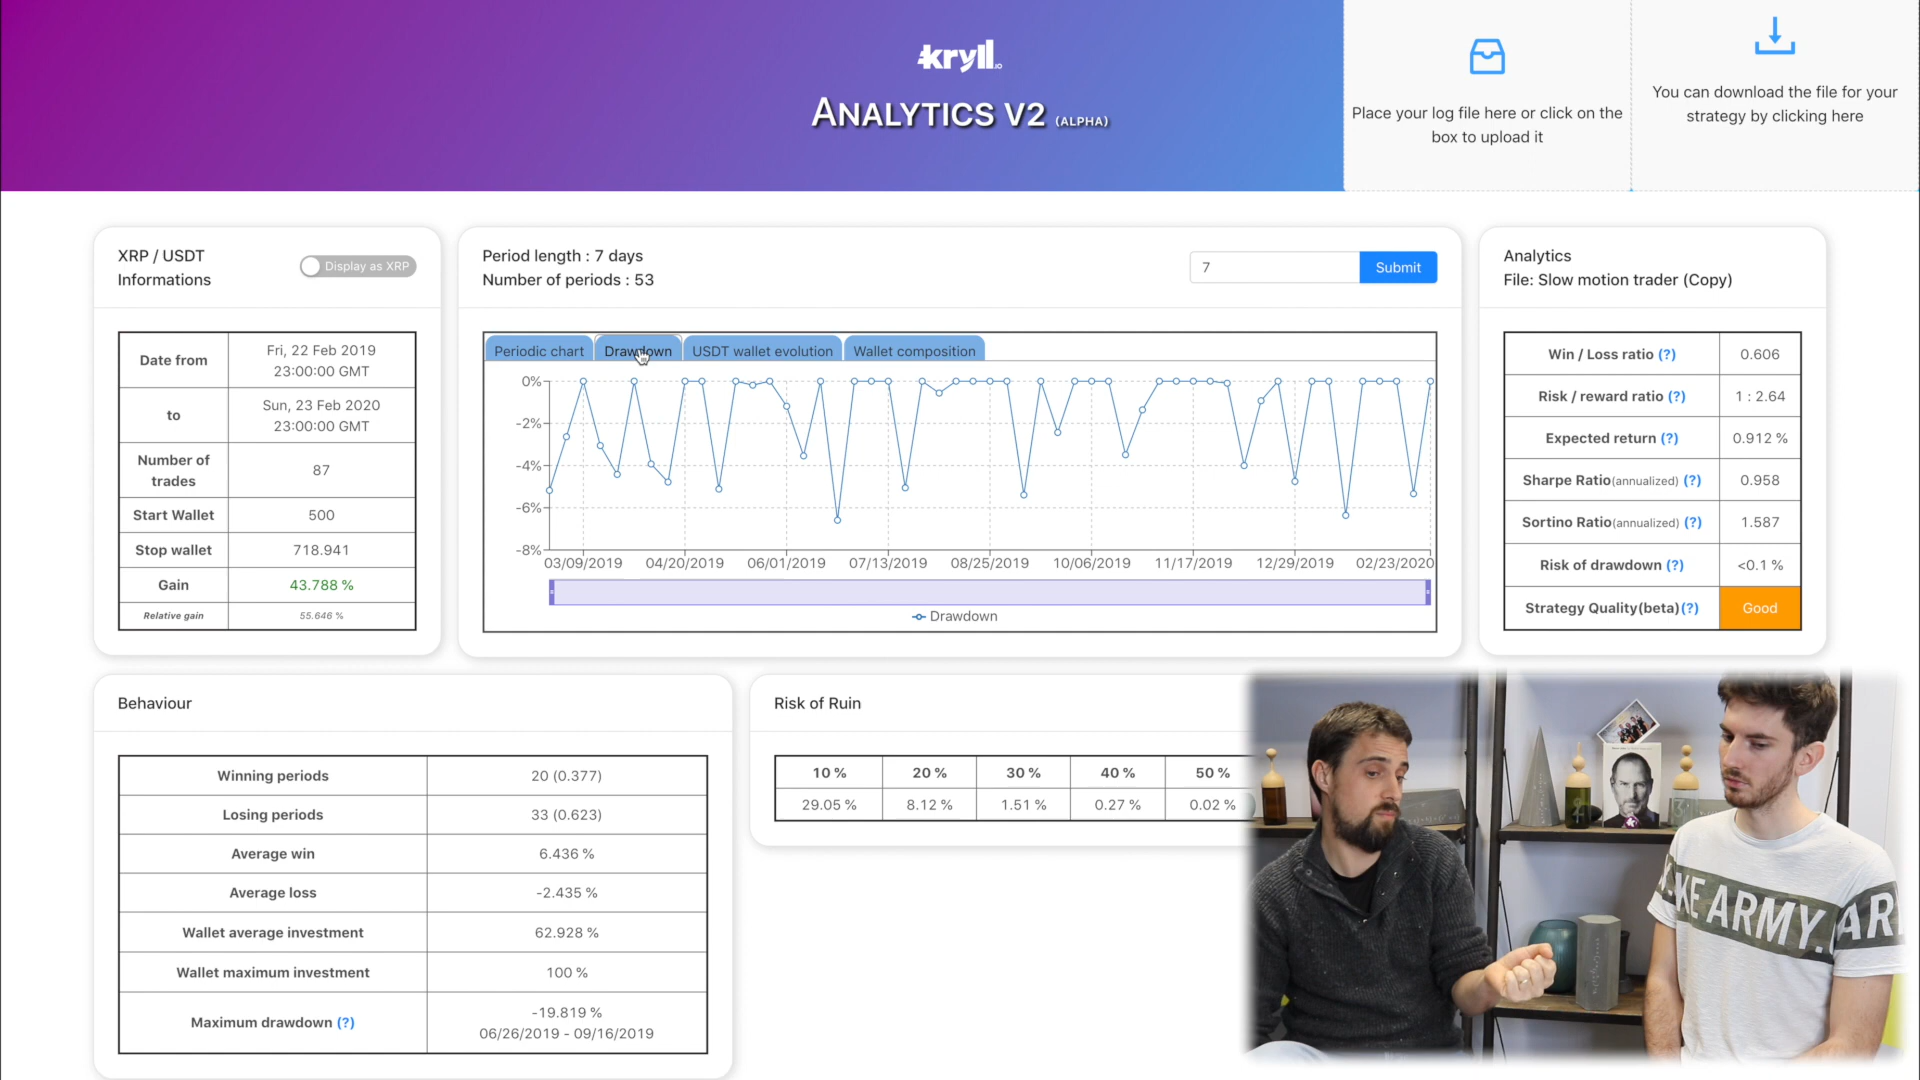 kryll.io
ANALYTICS V2 (ALPHA)
Place your log file here or click on the
box to upload it
You can download the file for your
strategy by clicking here
XRP / USDT
Informations
Display as XRP
Date from
Fri, 22 Feb 2019
23:00:00 GMT
to
Sun, 23 Feb 2020
23:00:00 GMT
Number of
trades
87
Start Wallet
500
Stop wallet
718.941
Gain
43.788 %
Relative gain
55.646 %
Period length : 7 days
Number of periods : 53
7
Submit
Periodic chart
Drawdown
USDT wallet evolution
Wallet composition
0%
-2%
-4%
-6%
-8%
03/09/2019
04/20/2019
06/01/2019
07/13/2019
08/25/2019
10/06/2019
11/17/2019
12/29/2019
02/23/2020
Drawdown
Analytics
File: Slow motion trader (Copy)
Win / Loss ratio (?)
0.606
Risk / reward ratio (?)
1 : 2.64
Expected return (?)
0.912 %
Sharpe Ratio(annualized) (?)
0.958
Sortino Ratio(annualized) (?)
1.587
Risk of drawdown (?)
<0.1 %
Strategy Quality(beta)(?)
Good
Behaviour
Winning periods
20 (0.377)
Losing periods
33 (0.623)
Average win
6.436 %
Average loss
-2.435 %
Wallet average investment
62.928 %
Wallet maximum investment
100 %
Maximum drawdown (?)
-19.819 %
06/26/2019 - 09/16/2019
Risk of Ruin
10 %
20 %
30 %
40 %
50 %
29.05 %
8.12 %
1.51 %
0.27 %
0.02 %
KE ARMY.
AR